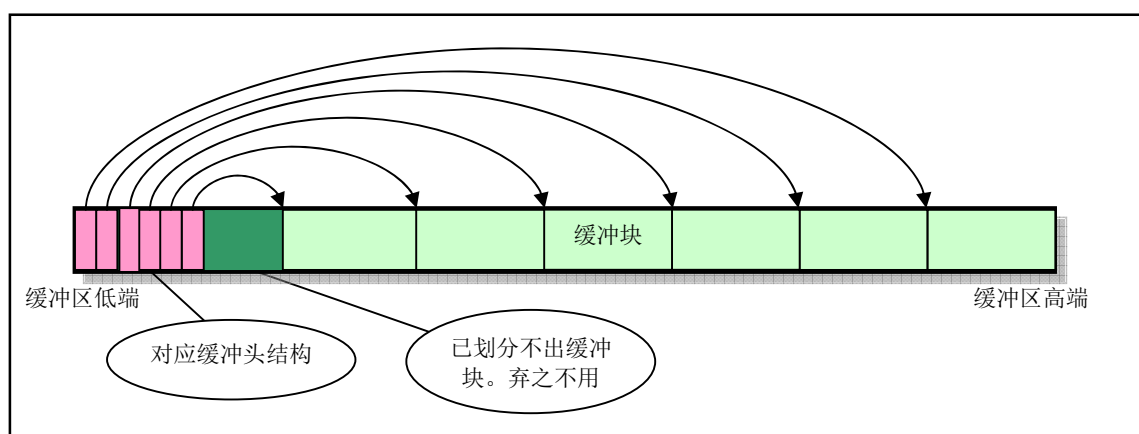 缓冲块
缓冲区低端
缓冲区高端
对应缓冲头结构
已划分不出缓冲
块。弃之不用